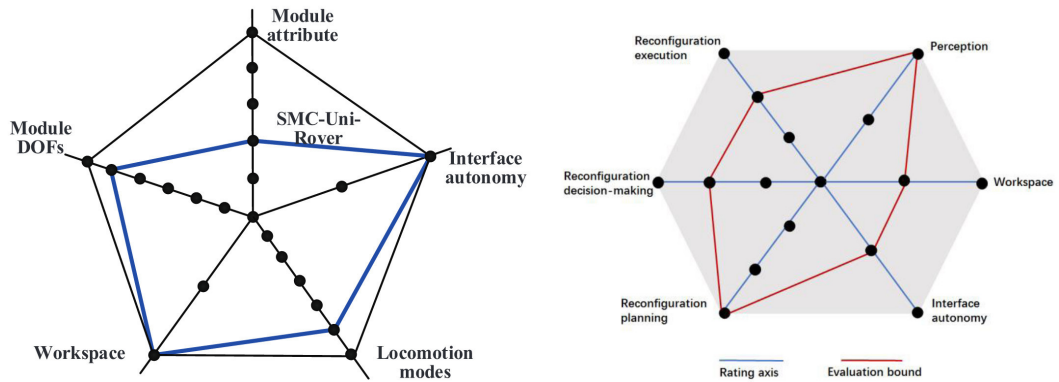 Module
attribute
SMC-Uni-
Rover
Module
DOFs
Interface
autonomy
Workspace
Locomotion
modes
Reconfiguration
execution
Perception
Reconfiguration
decision-making
Workspace
Reconfiguration
planning
Interface
autonomy
Rating axis
Evaluation bound